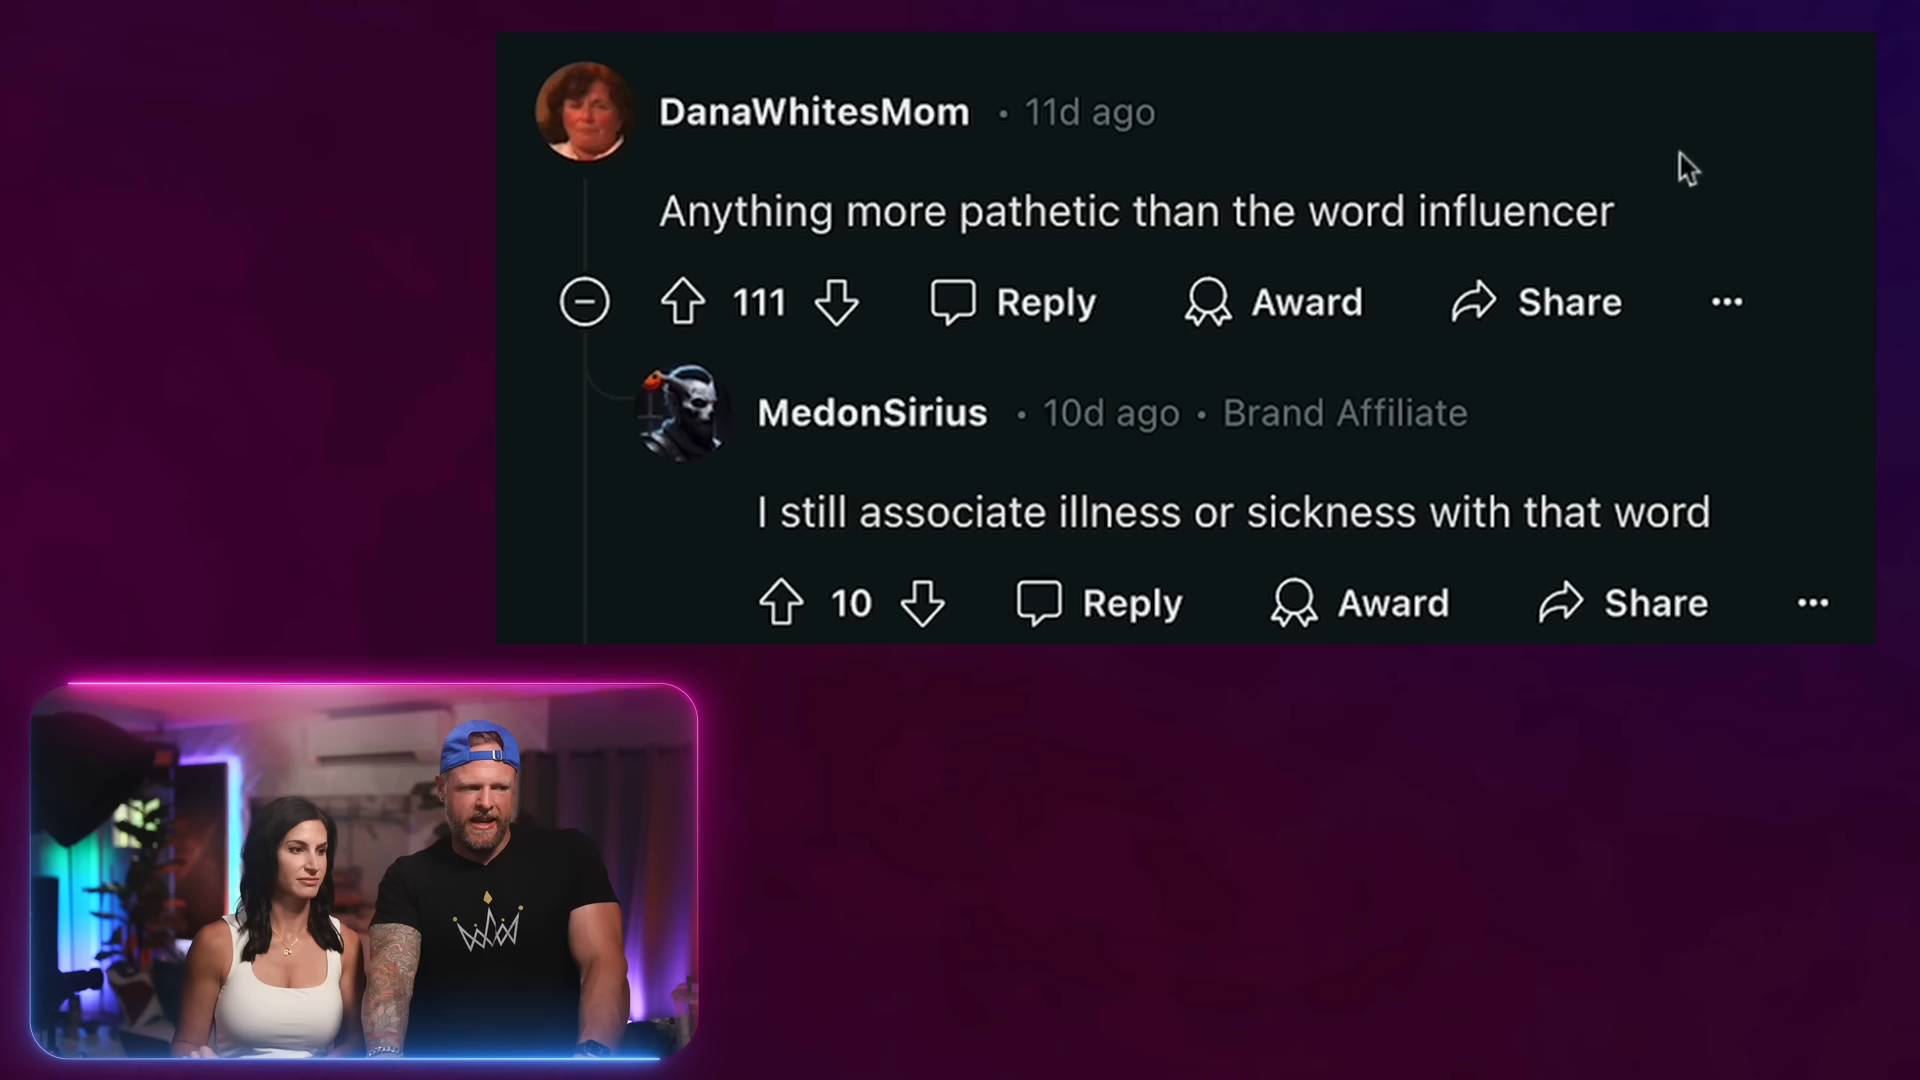 DanaWhitesMom • 11d ago
Anything more pathetic than the word influencer
111 Reply Award Share
MedonSirius • 10d ago • Brand Affiliate
I still associate illness or sickness with that word
10 Reply Award Share